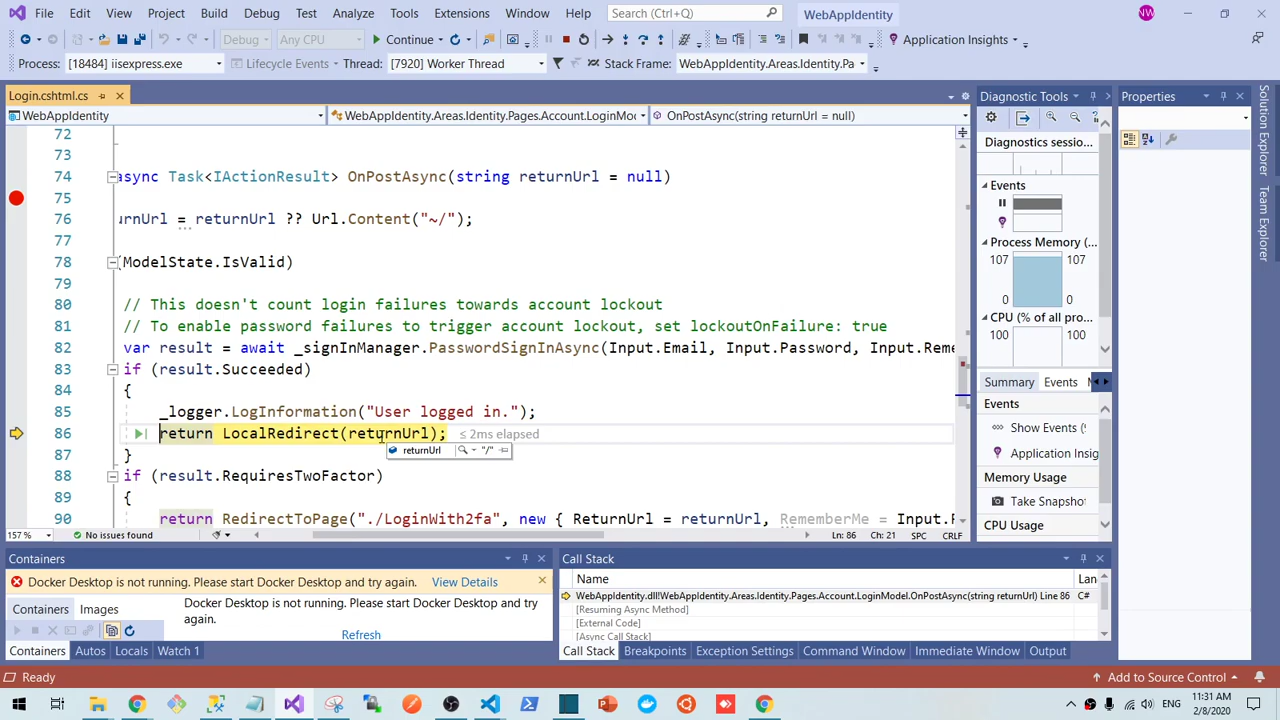 File Edit View Project Build Debug Test Analyze Tools Extensions Window Help Search (Ctrl+Q) WebAppIdentity NW
Debug Any CPU Continue Application Insights
Process: [18484] iisexpress.exe Lifecycle Events Thread: [7920] Worker Thread Stack Frame: WebAppIdentity.Areas.Identity.Pa
Login.cshtml.cs
WebAppIdentity WebAppIdentity.Areas.Identity.Pages.Account.LoginMoc OnPostAsync(string returnUrl = null)
72
73
74 async Task<IActionResult> OnPostAsync(string returnUrl = null)
75
76 urnUrl = returnUrl ?? Url.Content("~/");
77
78 (ModelState.IsValid)
79
80 // This doesn't count login failures towards account lockout
81 // To enable password failures to trigger account lockout, set lockoutOnFailure: true
82 var result = await _signInManager.PasswordSignInAsync(Input.Email, Input.Password, Input.Reme
83 if (result.Succeeded)
84 {
85 _logger.LogInformation("User logged in.");
86 return LocalRedirect(returnUrl); ≤ 2ms elapsed
returnUrl "/"
87 }
88 if (result.RequiresTwoFactor)
89 {
90 return RedirectToPage("./LoginWith2fa", new { ReturnUrl = returnUrl, RememberMe = Input.R
157 % No issues found Ln: 86 Ch: 21 SPC CRLF
Diagnostic Tools
Diagnostics sessio...
Events
Process Memory (...
107 107
0 0
CPU (% of all pro...
100 100
Summary Events
Events
Show Events (
Application Insig
Memory Usage
Take Snapshot
CPU Usage
Properties
Solution Explorer
Team Explorer
Containers
Docker Desktop is not running. Please start Docker Desktop and try again. View Details
Containers Images
Docker Desktop is not running. Please start Docker Desktop and try
again.
Refresh
Containers Autos Locals Watch 1
Call Stack
Name Lan
WebAppIdentity.dll!WebAppIdentity.Areas.Identity.Pages.Account.LoginModel.OnPostAsync(string returnUrl) Line 86 C#
[Resuming Async Method]
[External Code]
[Async Call Stack]
Call Stack Breakpoints Exception Settings Command Window Immediate Window Output
Ready Add to Source Control
ENG 11:31 AM
2/8/2020